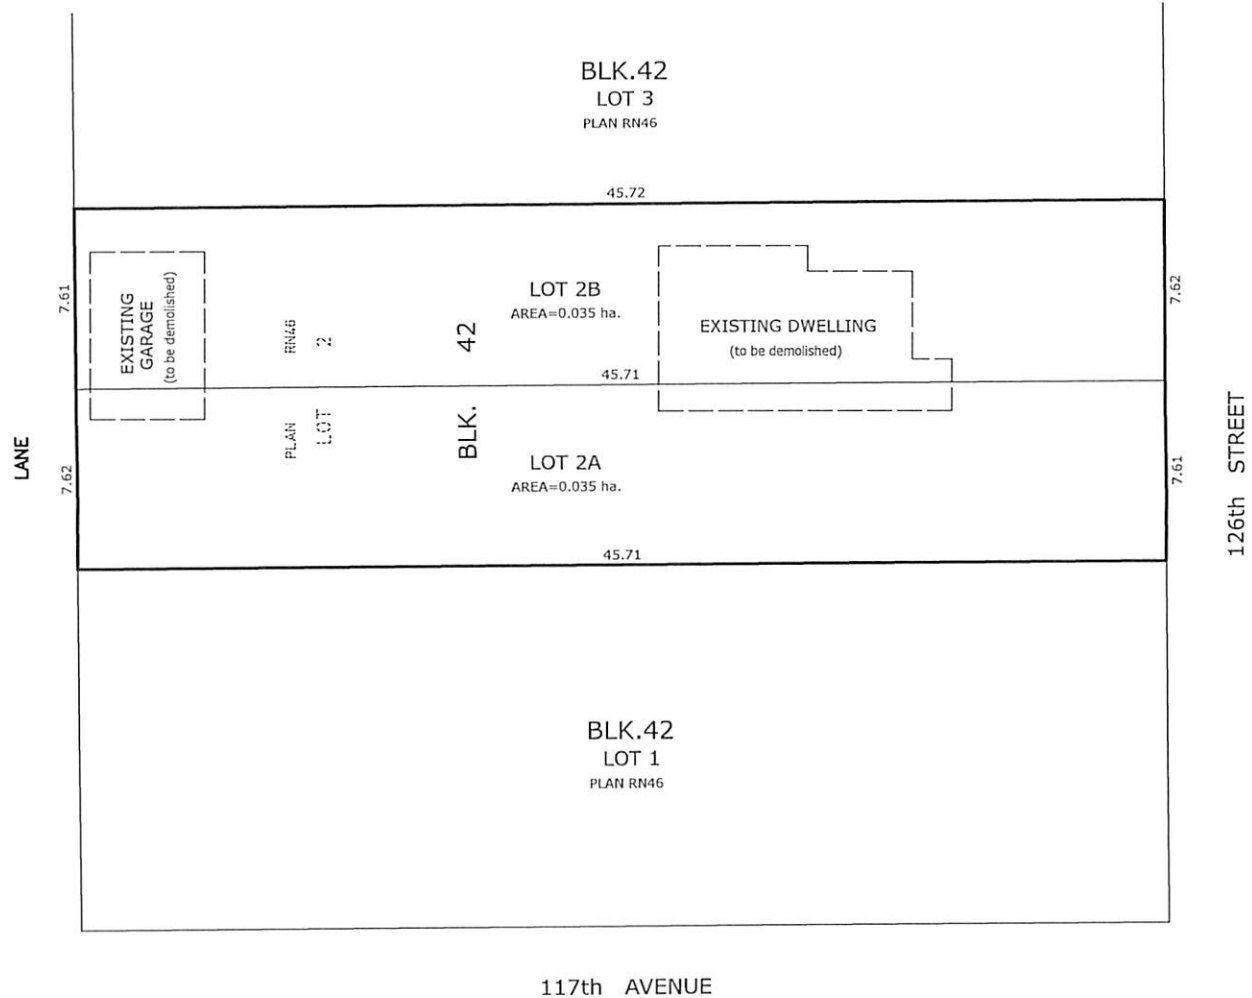 BLK.42
LOT 3
PLAN RN46
45.72
7.61
EXISTING
GARAGE
(to be demolished)
PLAN RN46
LOT 2
BLK. 42
LOT 2B
AREA=0.035 ha.
EXISTING DWELLING
(to be demolished)
7.62
45.71
LANE
7.62
LOT 2A
AREA=0.035 ha.
7.61
126th STREET
45.71
BLK.42
LOT 1
PLAN RN46
117th AVENUE